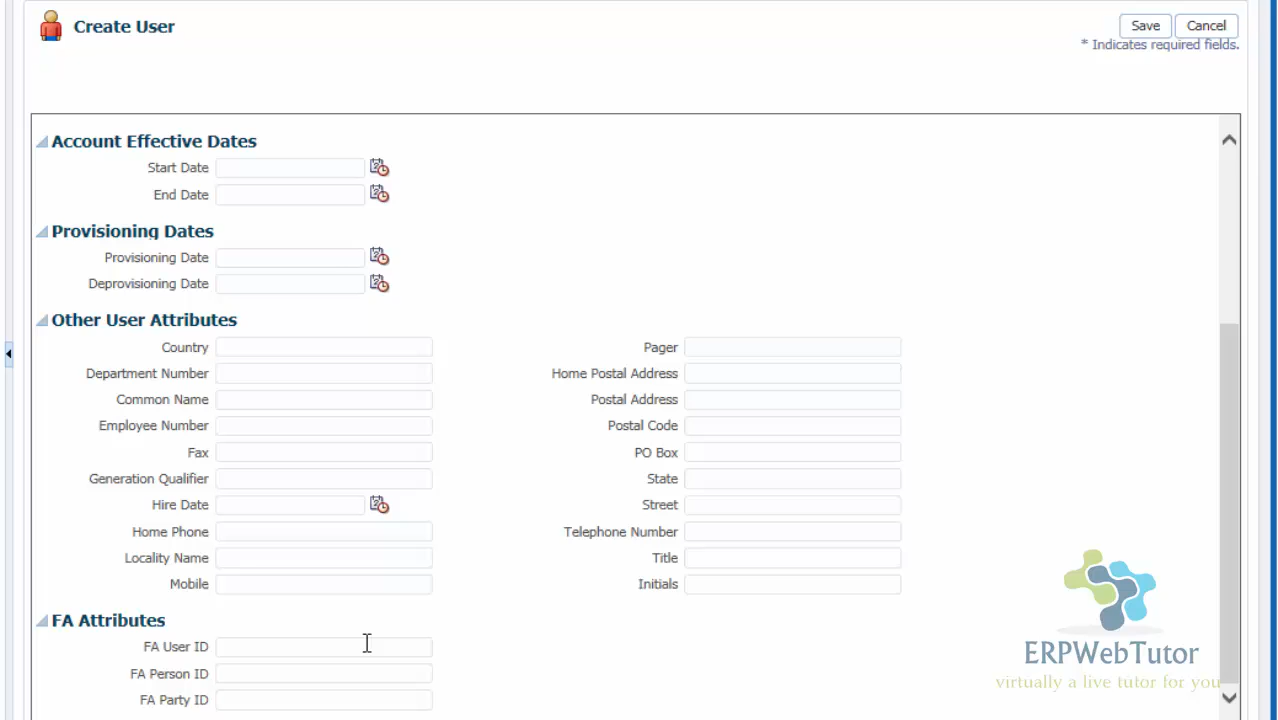 Create User
Save
Cancel
* Indicates required fields.
Account Effective Dates
Start Date
End Date
Provisioning Dates
Provisioning Date
Deprovisioning Date
Other User Attributes
Country
Department Number
Common Name
Employee Number
Fax
Generation Qualifier
Hire Date
Home Phone
Locality Name
Mobile
Pager
Home Postal Address
Postal Address
Postal Code
PO Box
State
Street
Telephone Number
Title
Initials
FA Attributes
FA User ID
FA Person ID
FA Party ID
ERPWebTutor
virtually a live tutor for you